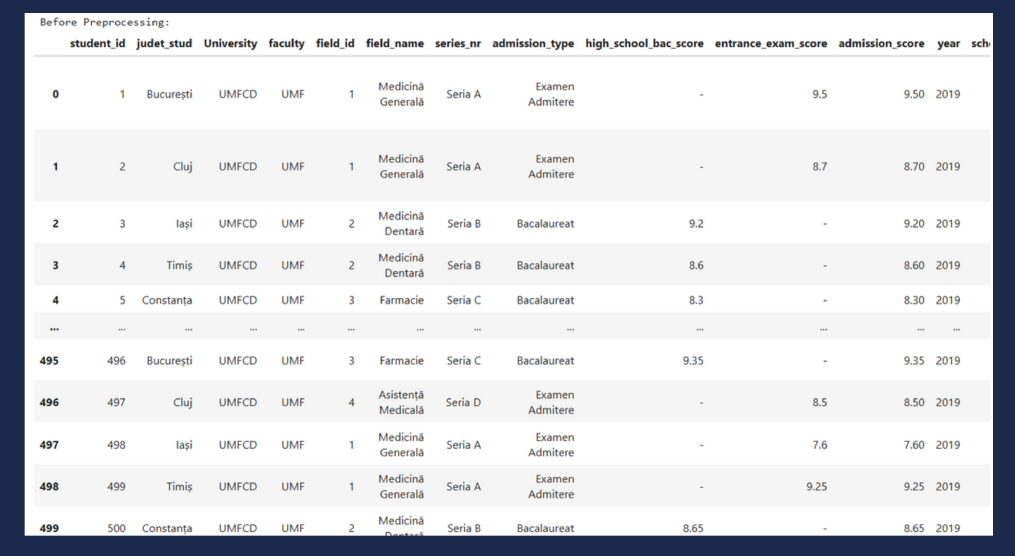 Before Preprocessing:
student_id judet_stud University faculty field_id field_name series_nr admission_type high_school_bac_score entrance_exam_score admission_score year
0 1 București UMFCD UMF 1 Medicină Generală Seria A Examen Admitere - 9.5 9.50 2019
1 2 Cluj UMFCD UMF 1 Medicină Generală Seria A Examen Admitere - 8.7 8.70 2019
2 3 Iași UMFCD UMF 2 Medicină Dentară Seria B Bacalaureat 9.2 - 9.20 2019
3 4 Timiș UMFCD UMF 2 Medicină Dentară Seria B Bacalaureat 8.6 - 8.60 2019
4 5 Constanța UMFCD UMF 3 Farmacie Seria C Bacalaureat 8.3 - 8.30 2019
... ... ... ... ... ... ... ... ... ... ... ... ...
495 496 București UMFCD UMF 3 Farmacie Seria C Bacalaureat 9.35 - 9.35 2019
496 497 Cluj UMFCD UMF 4 Asistență Medicală Seria D Examen Admitere - 8.5 8.50 2019
497 498 Iași UMFCD UMF 1 Medicină Generală Seria A Examen Admitere - 7.6 7.60 2019
498 499 Timiș UMFCD UMF 1 Medicină Generală Seria A Examen Admitere - 9.25 9.25 2019
499 500 Constanța UMFCD UMF 2 Medicină Dentară Seria B Bacalaureat 8.65 - 8.65 2019